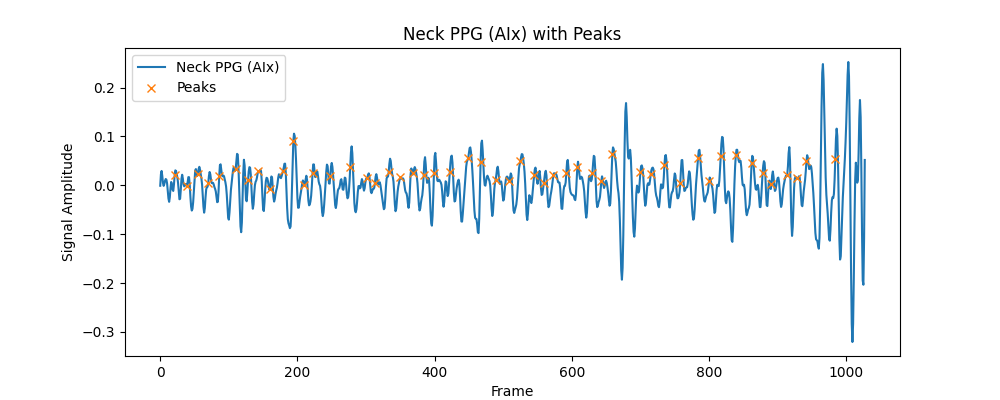 Neck PPG (AIx) with Peaks
Neck PPG (AIx)
Peaks
Signal Amplitude
0.2
0.1
0.0
−0.1
−0.2
−0.3
0 200 400 600 800 1000
Frame